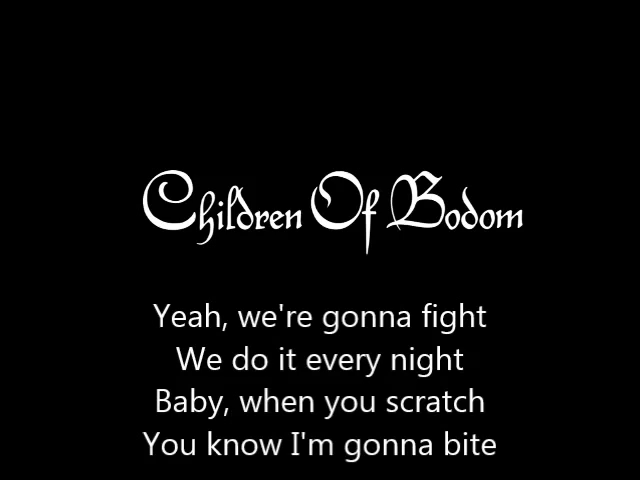 Children Of Bodom
Yeah, we're gonna fight
We do it every night
Baby, when you scratch
You know I'm gonna bite